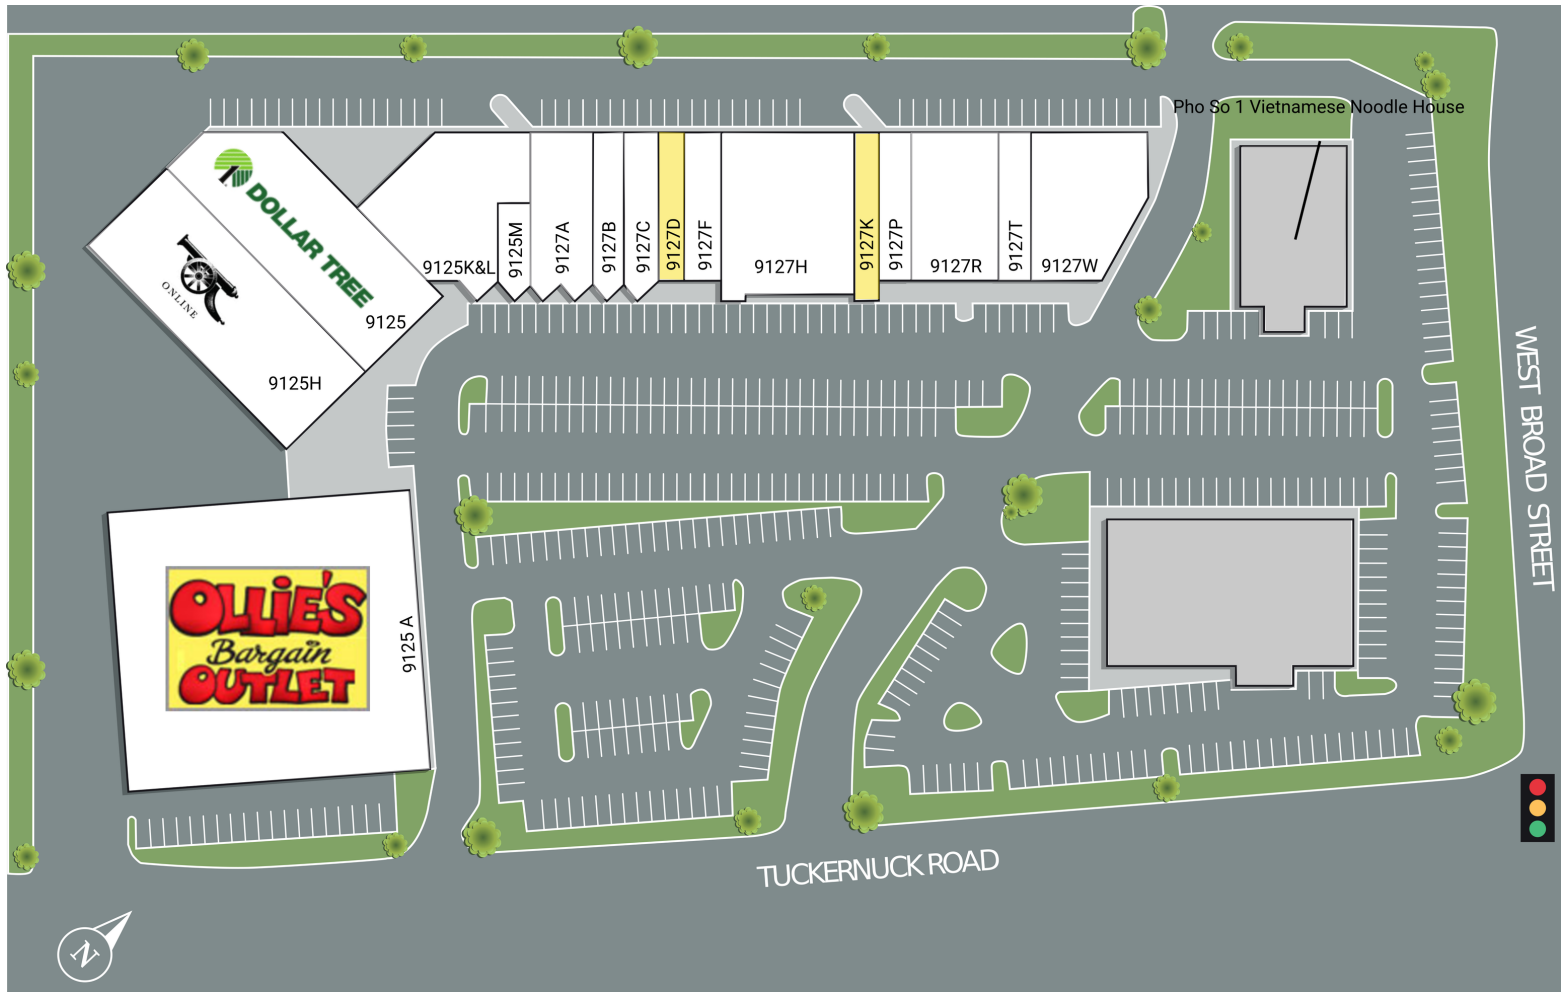 Pho So 1 Vietnamese Noodle House
DOLLAR TREE
ONLINE
9125
9125H
9125K&L
9125M
9127A
9127B
9127C
9127D
9127F
9127H
9127K
9127P
9127R
9127T
9127W
WEST BROAD STREET
OLLIE'S
Bargain
OUTLET
9125 A
TUCKERNUCK ROAD
N